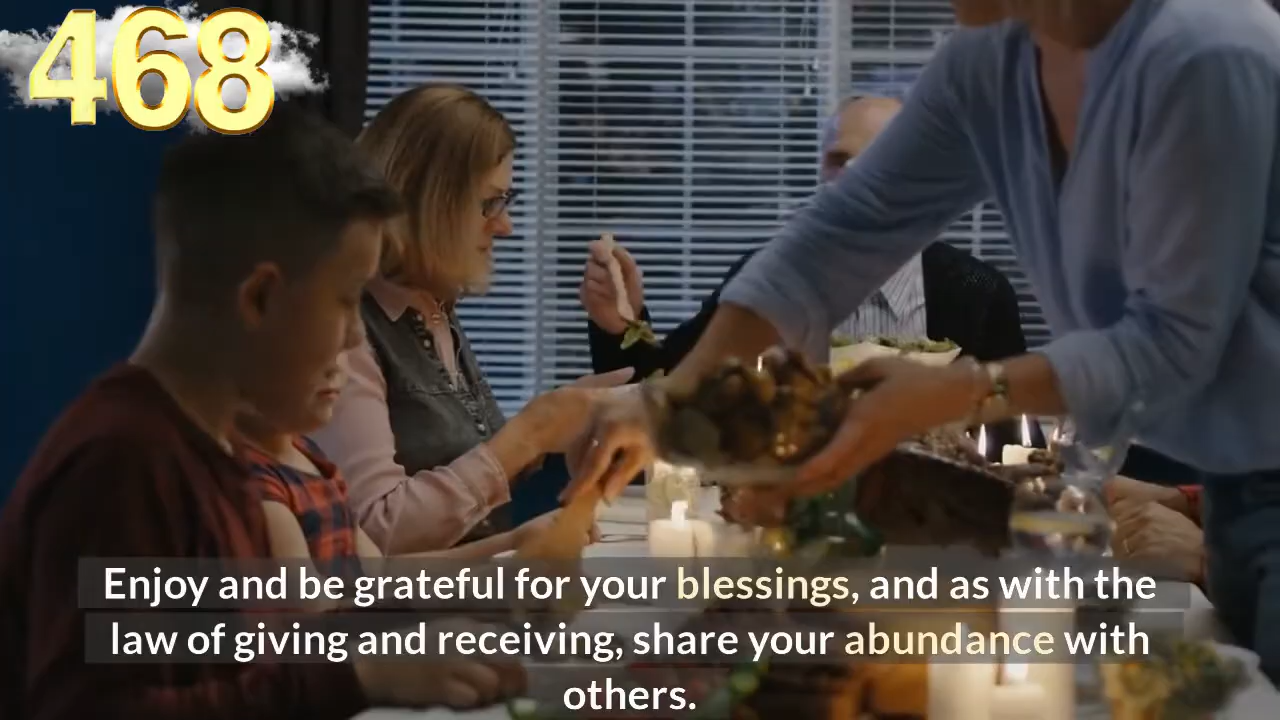 468
Enjoy and be grateful for your blessings, and as with the
law of giving and receiving, share your abundance with
others.